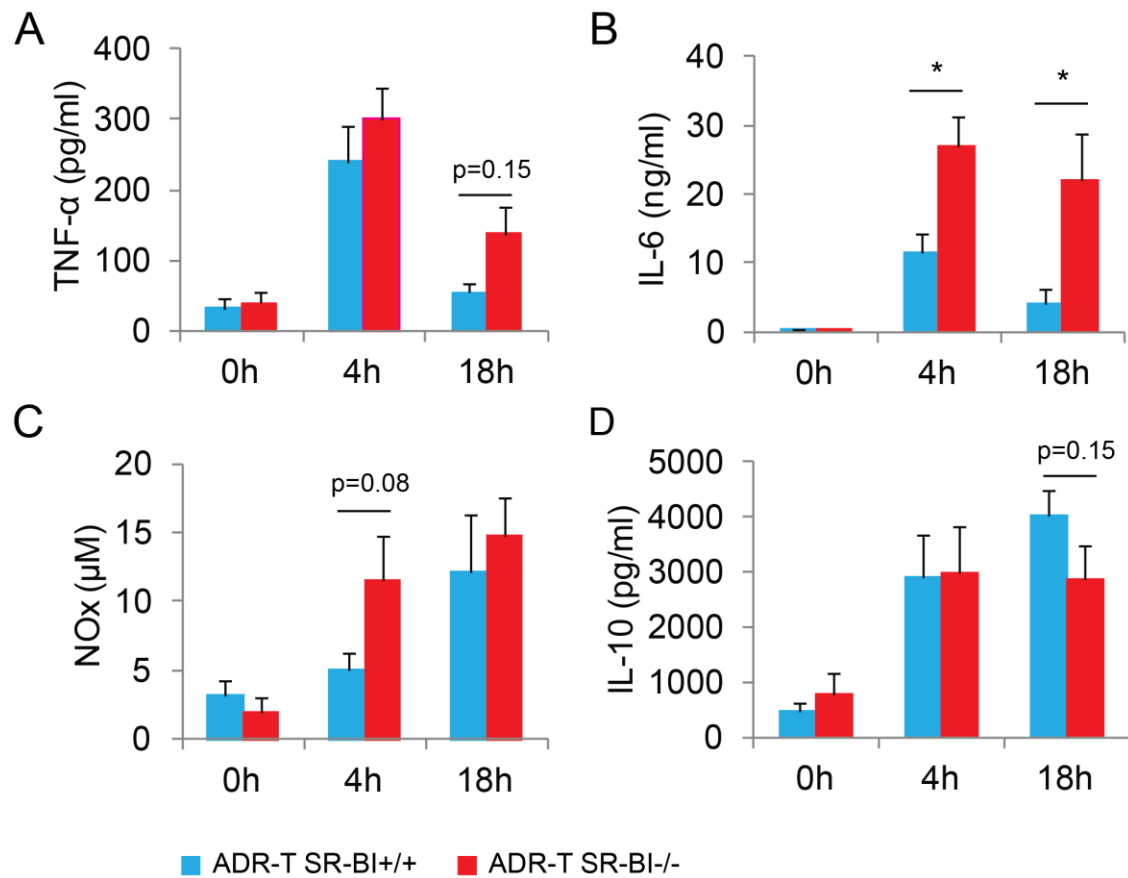 A
TNF-α (pg/ml)
400
300
200
100
0
p=0.15
0h 4h 18h
B
IL-6 (ng/ml)
40
30
20
10
0
* *
0h 4h 18h
C
NOx (μM)
20
15
10
5
0
p=0.08
0h 4h 18h
D
IL-10 (pg/ml)
5000
4000
3000
2000
1000
0
p=0.15
0h 4h 18h
ADR-T SR-BI+/+ ADR-T SR-BI-/-